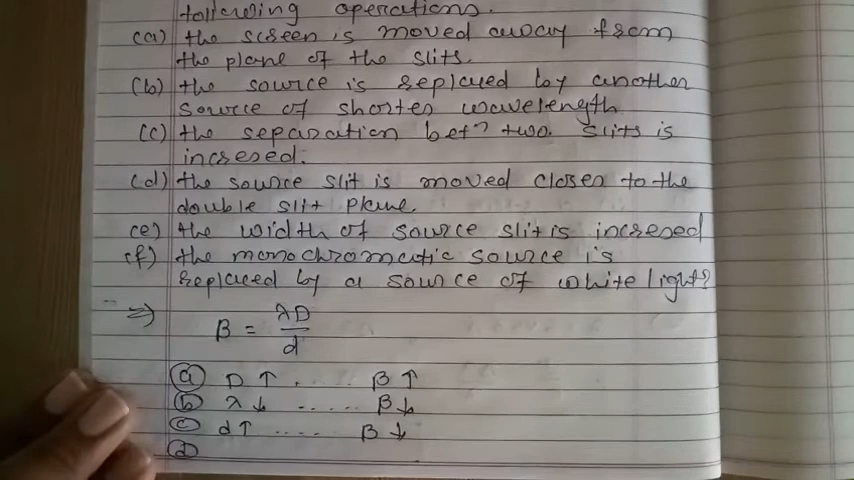 following operations.
(a) the screen is moved away from
the plane of the slits.
(b) the source is replaced by another
source of shorter wavelength
(c) the separation betn two slits is
incresed.
(d) the source slit is moved closer to the
double slit plane.
(e) the width of source slit is incresed
(f) the monochromatic source is
replaced by a source of white light?
⇒ β = λD/d
(a) D ↑ . .... β ↑
(b) λ ↓ ..... β ↓
(c) d ↑ ..... β ↓
(d)